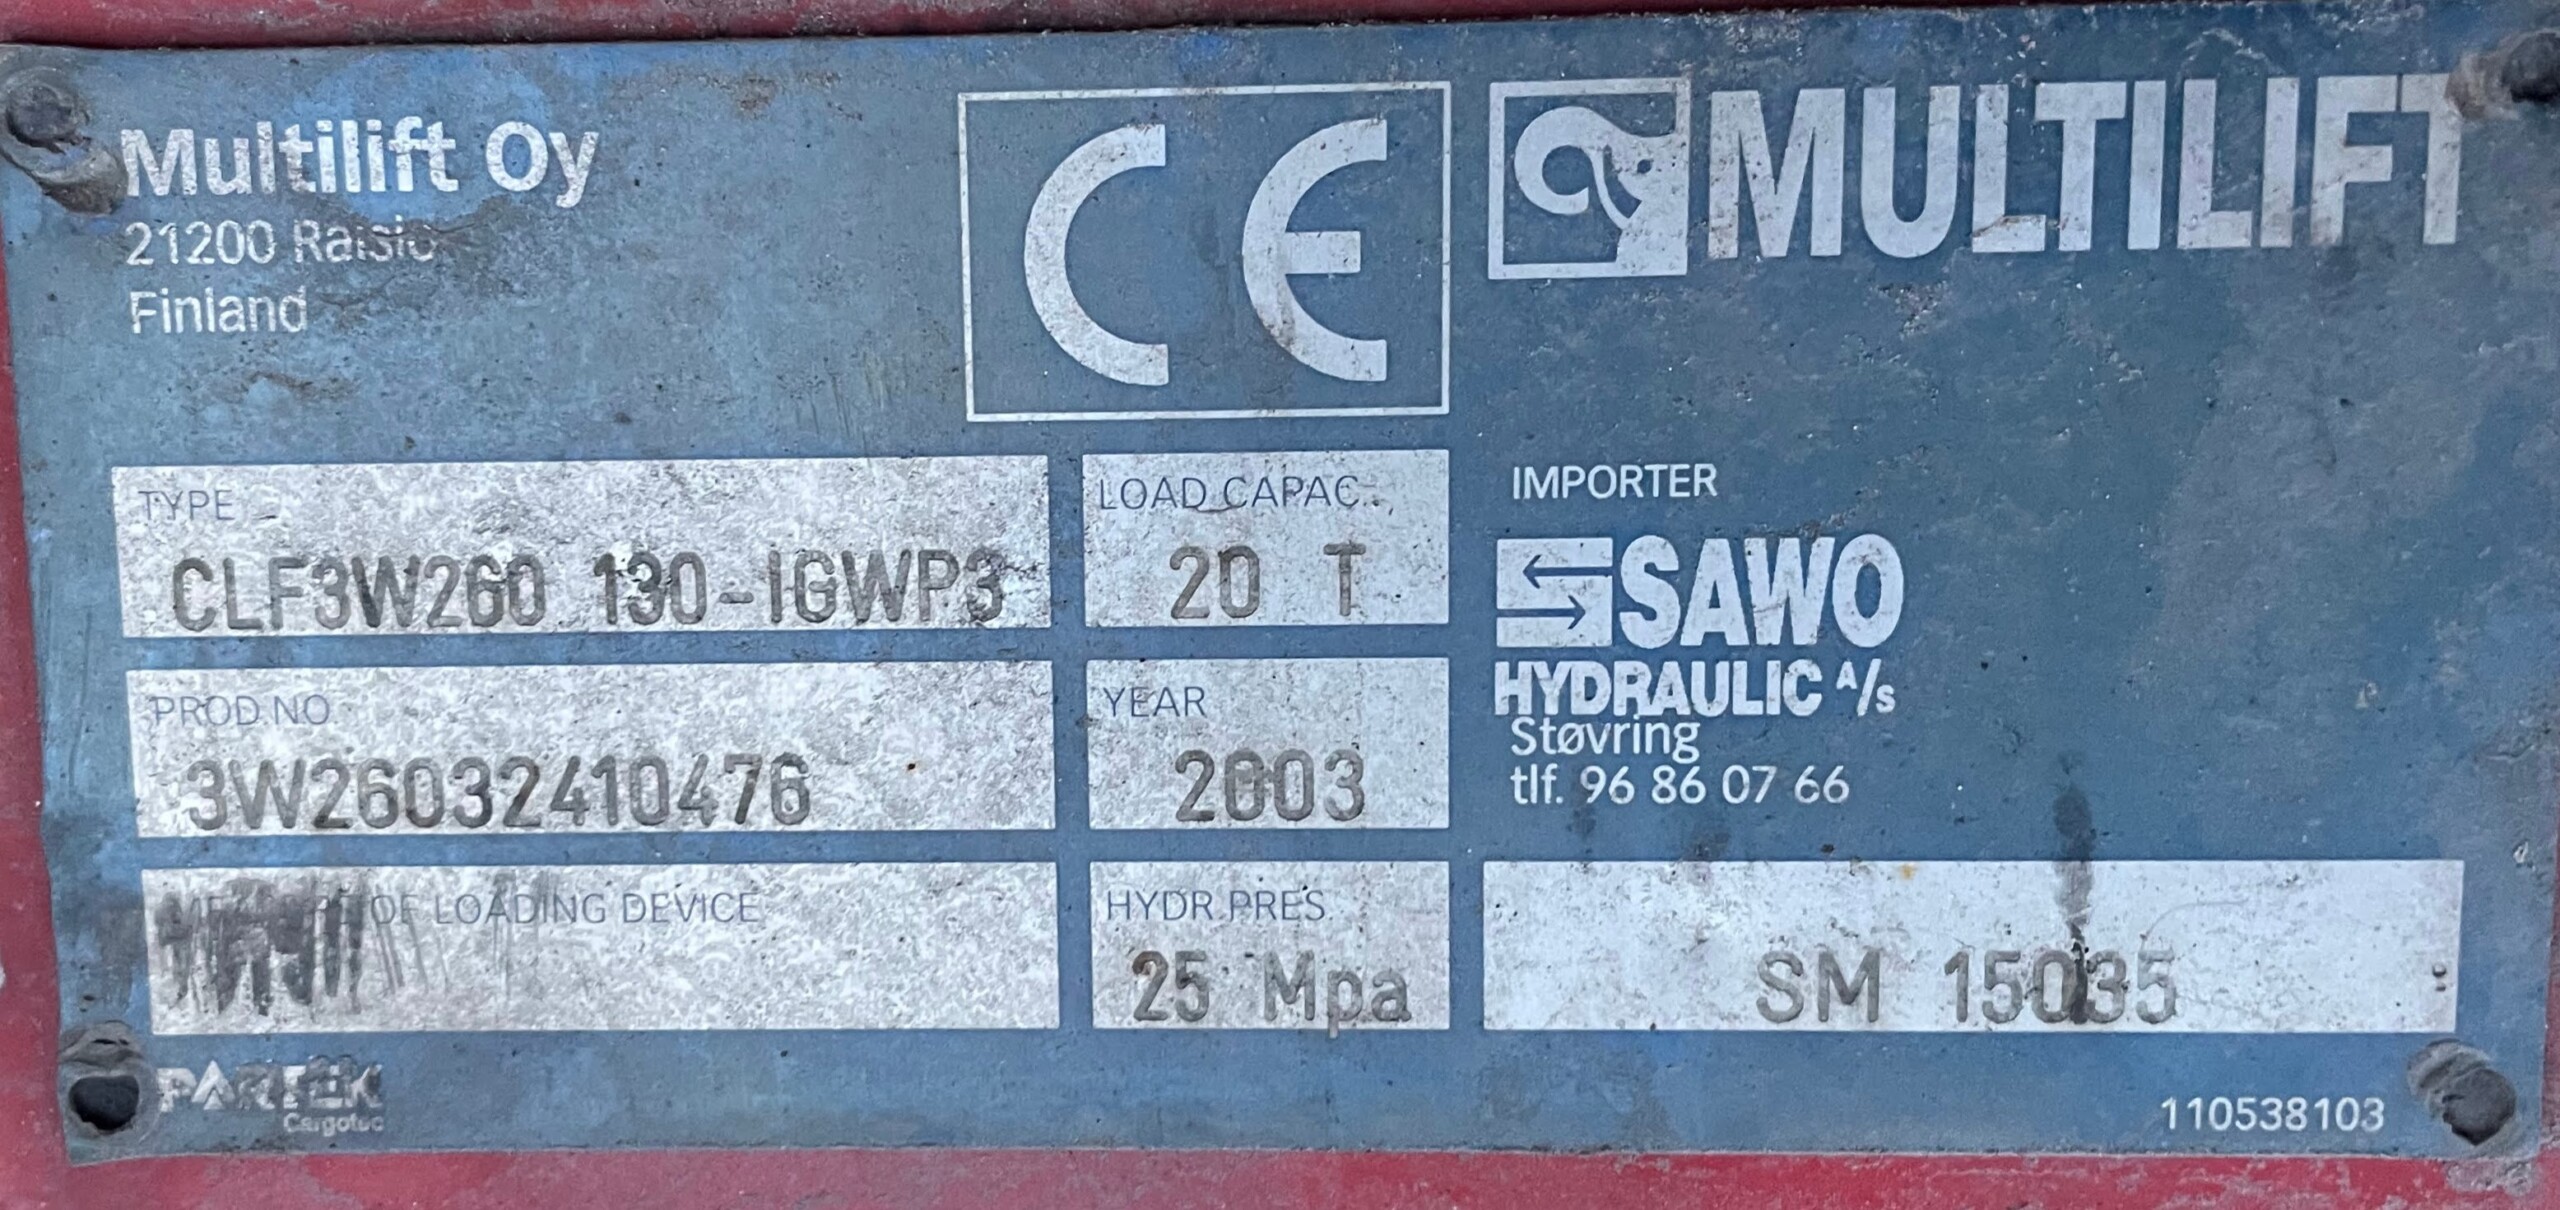 Multilift Oy
21200 Raisio
Finland
CE
MULTILIFT
TYPE
CLF3W260 130-IGWP3
LOAD CAPAC.
20 T
PROD NO
3W26032410476
YEAR
2003
OF LOADING DEVICE
HYDR.PRES.
25 Mpa
IMPORTER
SAWO
HYDRAULIC A/s
Støvring
tlf. 96 86 07 66
SM 15035
PARTEK
Cargotec
110538103